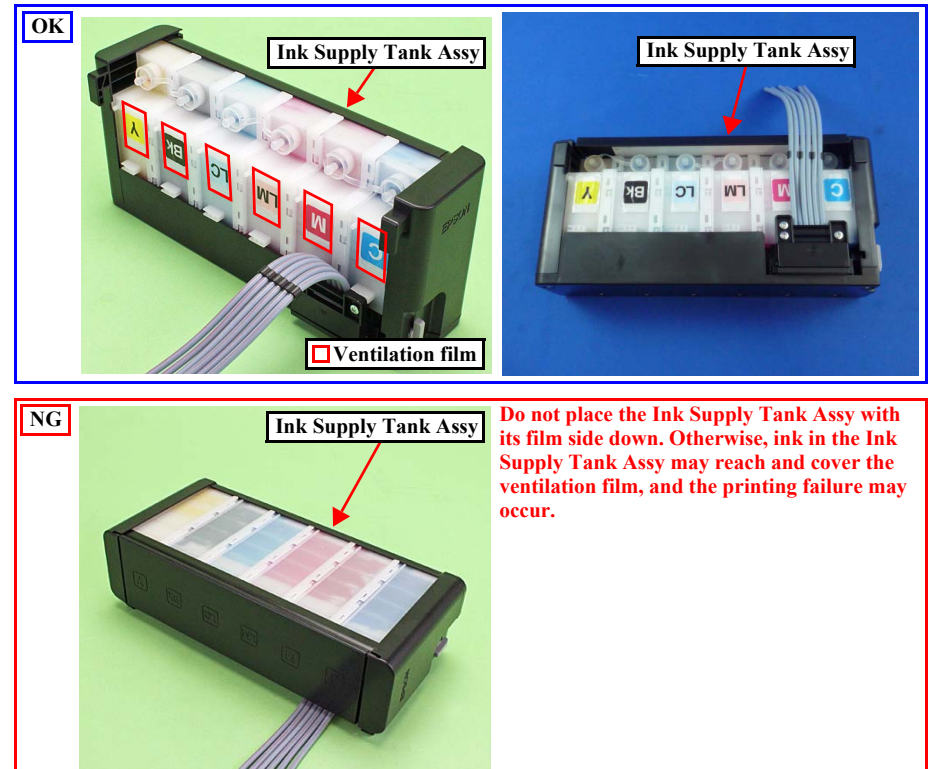 OK
Ink Supply Tank Assy
Y
Bk
LC
LM
M
C
EPSON
Ventilation film
Ink Supply Tank Assy
Y
BK
LC
LM
M
C
NG
Ink Supply Tank Assy
EPSON
Do not place the Ink Supply Tank Assy with
its film side down. Otherwise, ink in the Ink
Supply Tank Assy may reach and cover the
ventilation film, and the printing failure may
occur.